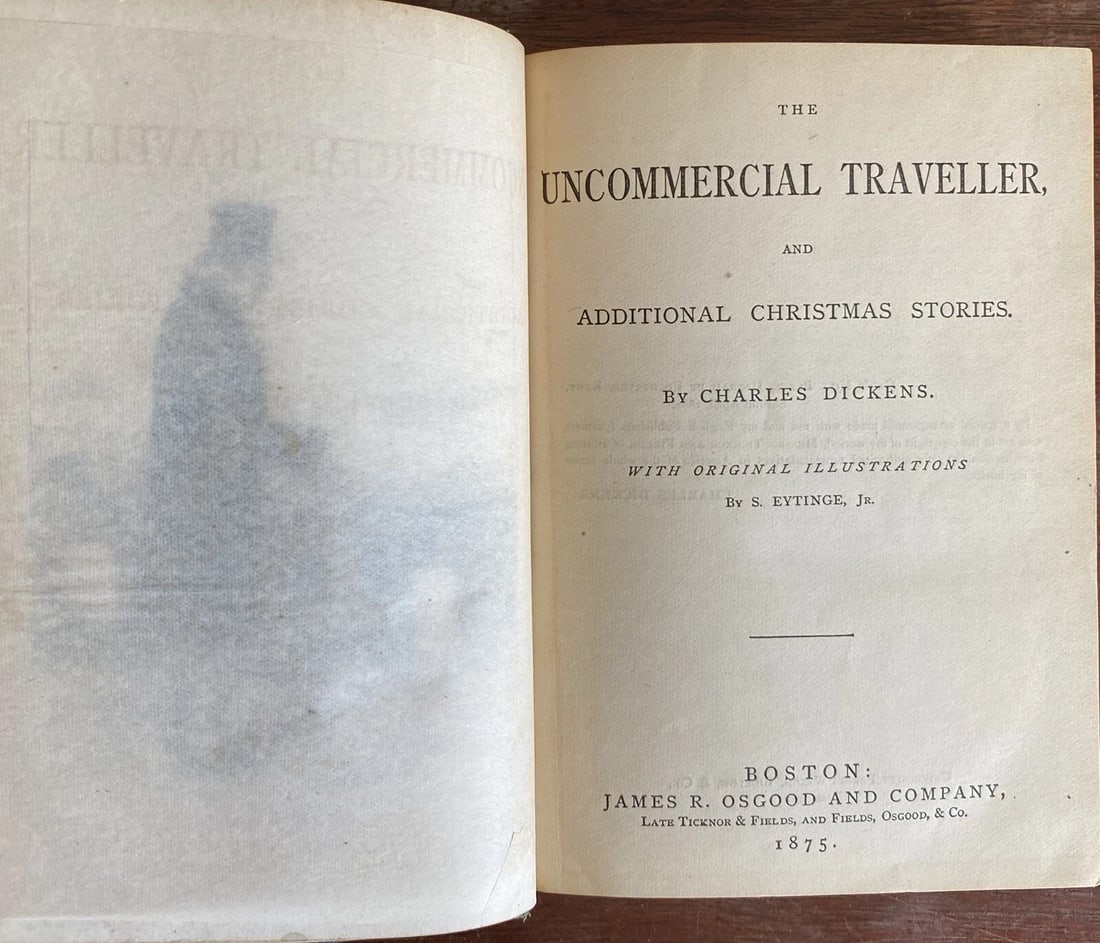 THE
UNCOMMERCIAL TRAVELLER,
AND
ADDITIONAL CHRISTMAS STORIES.
By CHARLES DICKENS.
WITH ORIGINAL ILLUSTRATIONS
By S. EYTINGE, Jr.
BOSTON:
JAMES R. OSGOOD AND COMPANY,
Late Ticknor & Fields, and Fields, Osgood, & Co.
1875.